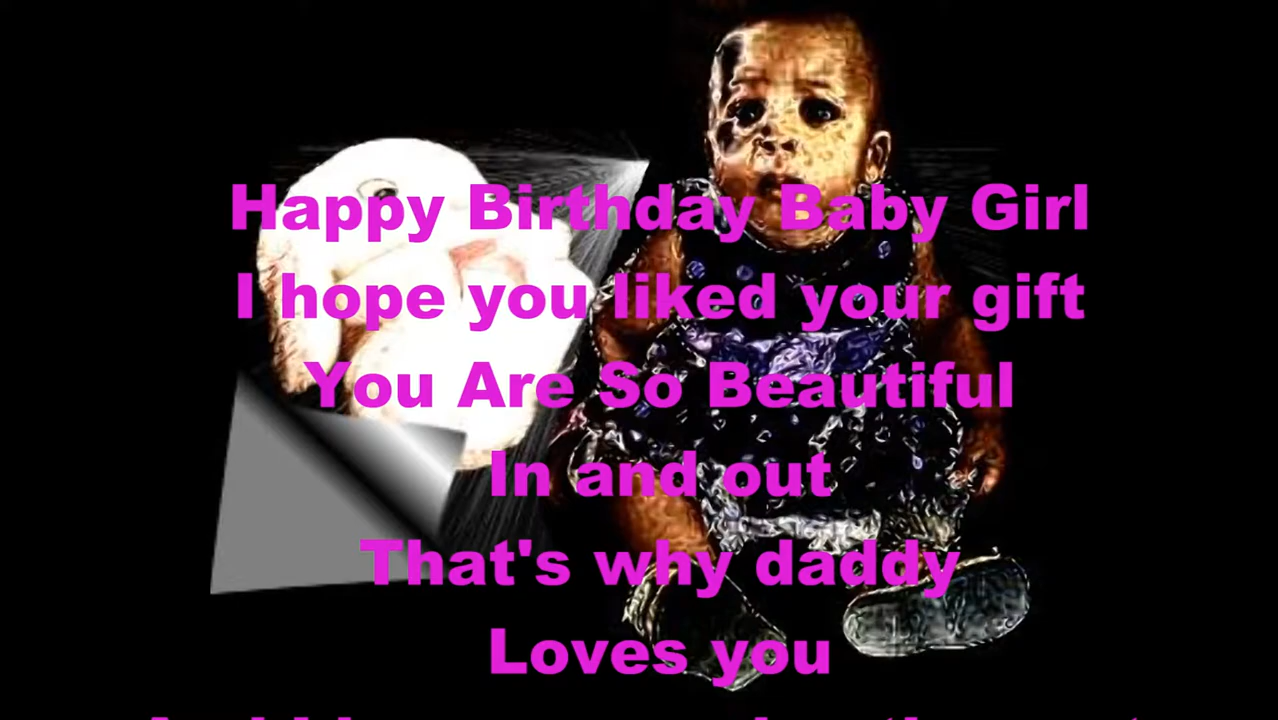 Happy Birthday Baby Girl
I hope you liked your gift
You Are So Beautiful
In and out
That's why daddy
Loves you